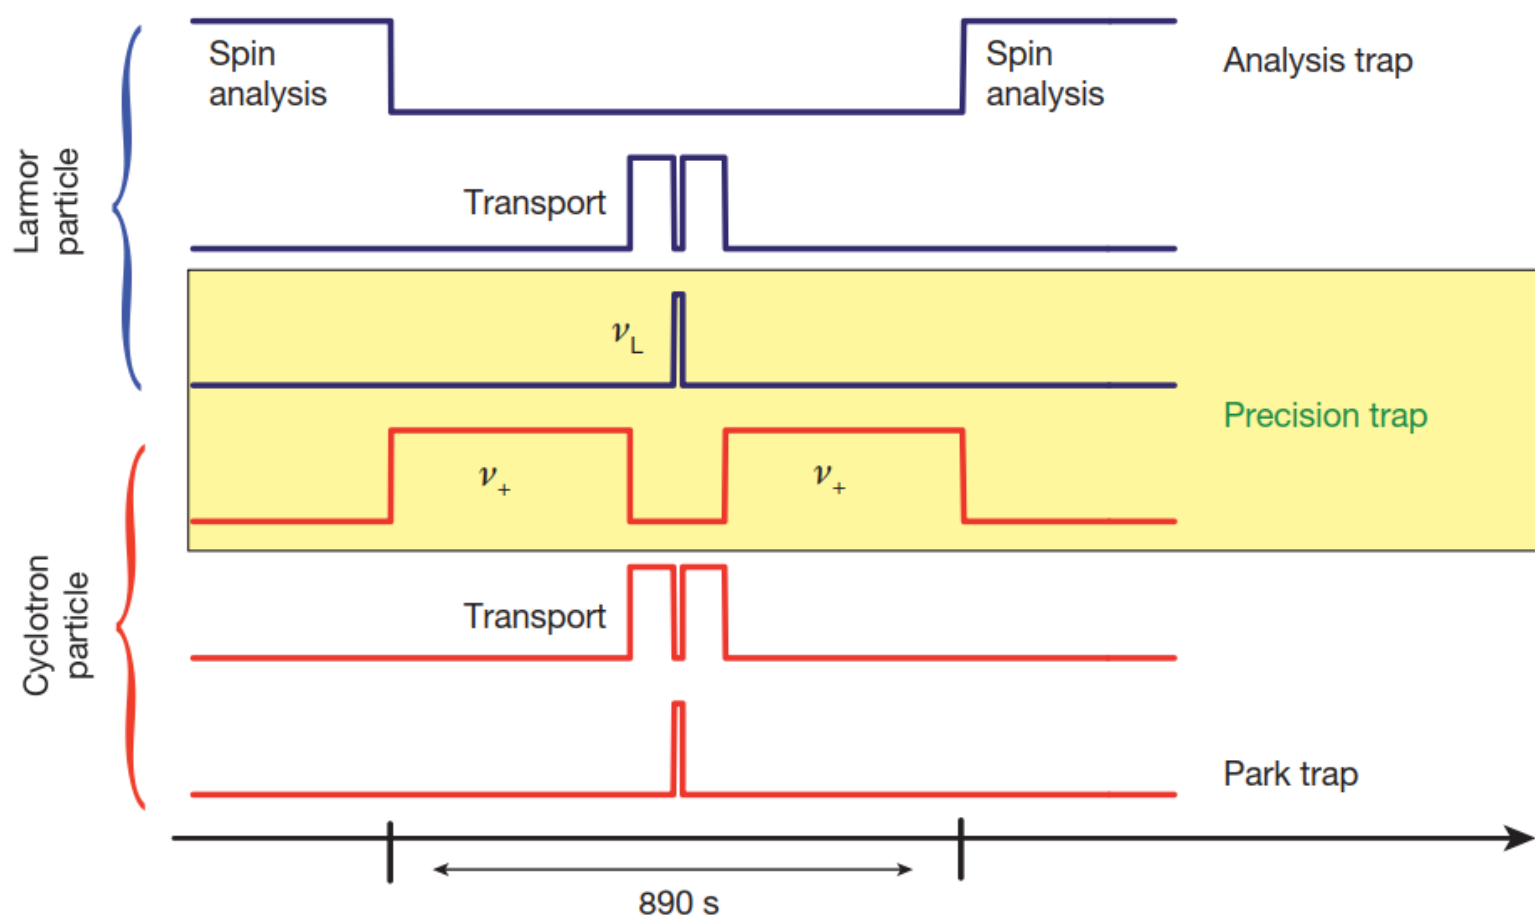 Spin
analysis
Spin
analysis
Analysis trap
Larmor
particle
Transport
ν_L
Precision trap
ν_+
ν_+
Cyclotron
particle
Transport
Park trap
890 s